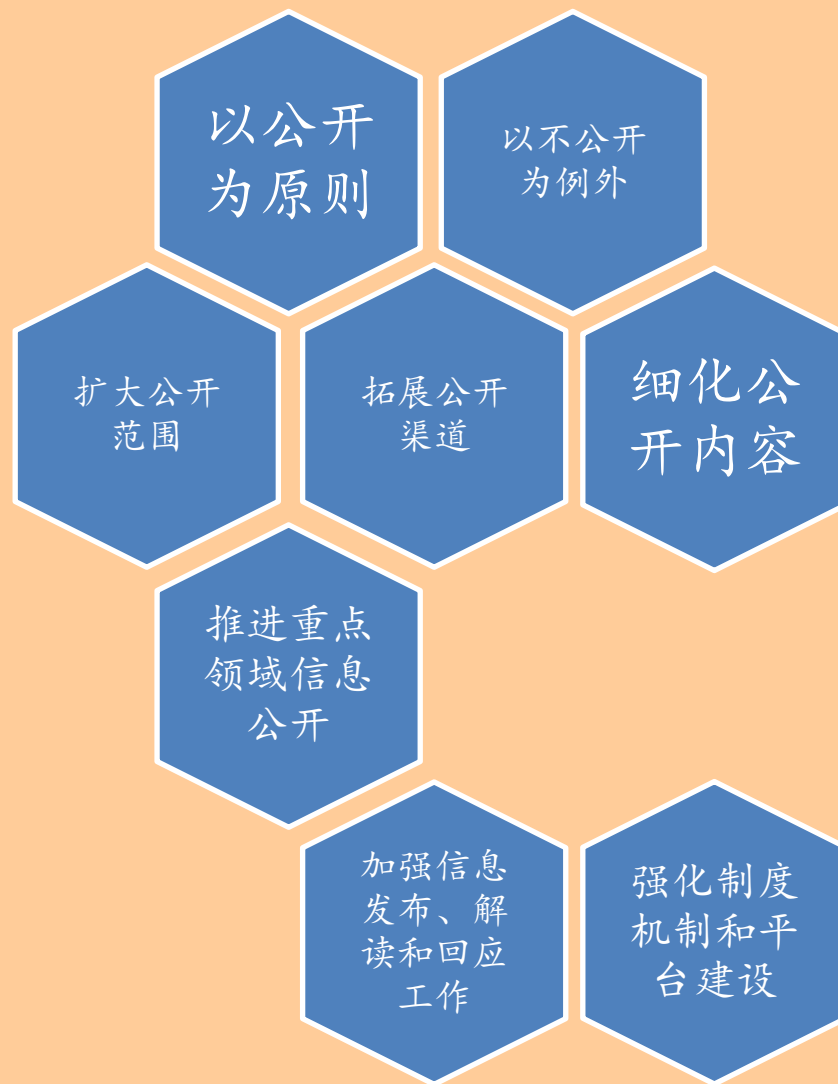 以公开
为原则
以不公开
为例外
扩大公开
范围
拓展公开
渠道
细化公
开内容
推进重点
领域信息
公开
加强信息
发布、解
读和回应
工作
强化制度
机制和平
台建设